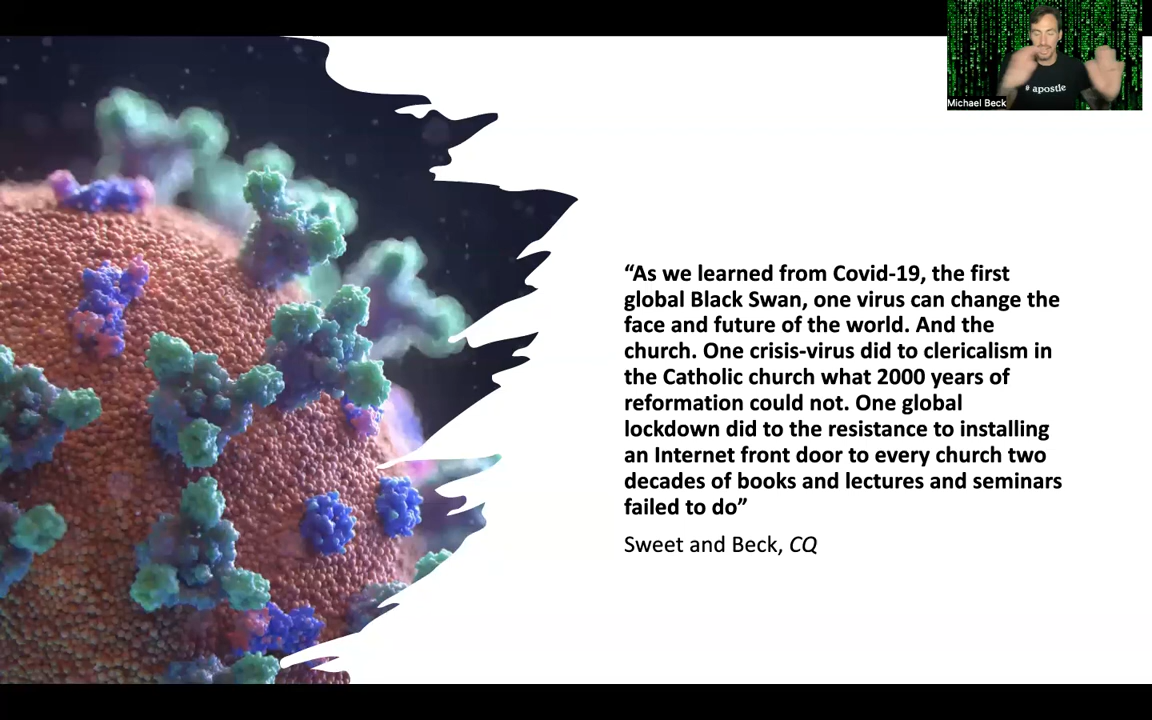 # apostle
Michael Beck
“As we learned from Covid-19, the first
global Black Swan, one virus can change the
face and future of the world. And the
church. One crisis-virus did to clericalism in
the Catholic church what 2000 years of
reformation could not. One global
lockdown did to the resistance to installing
an Internet front door to every church two
decades of books and lectures and seminars
failed to do”
Sweet and Beck, CQ